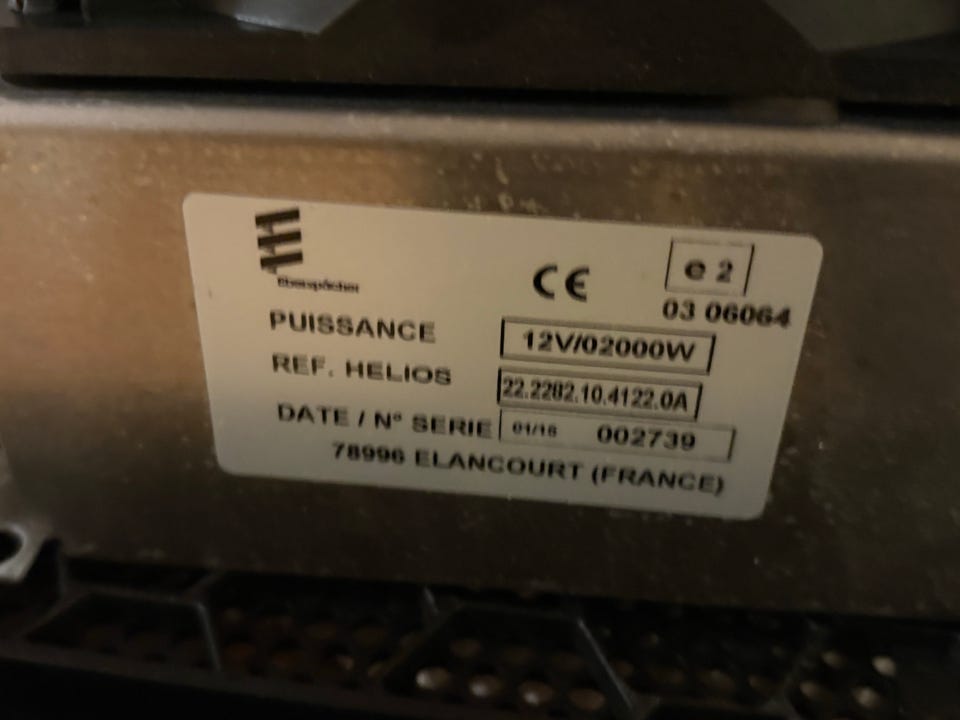 Eberspächer
CE
e 2
03 06064
PUISSANCE 12V/02000W
REF. HELIOS 22.2282.10.4122.0A
DATE / N° SERIE 01/15 002739
78996 ELANCOURT (FRANCE)